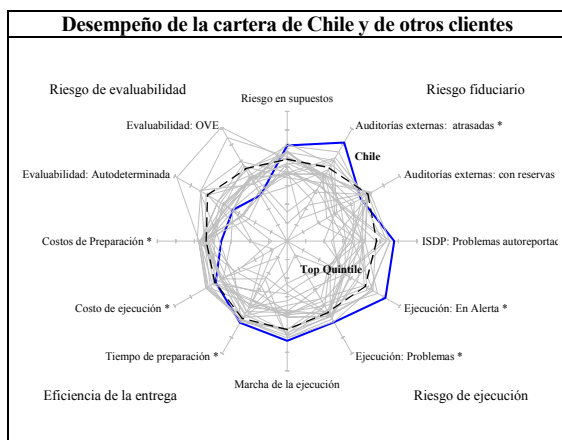 Desempeño de la cartera de Chile y de otros clientes
Riesgo de evaluabilidad
Riesgo fiduciario
Riesgo en supuestos
Evaluabilidad: OVE
Auditorías externas: atrasadas *
Chile
Evaluabilidad: Autodeterminada
Auditorías externas: con reservas
Costos de Preparación *
ISDP: Problemas autoreportad
Top Quintile
Costo de ejecución *
Ejecución: En Alerta *
Tiempo de preparación *
Ejecución: Problemas *
Marcha de la ejecución
Eficiencia de la entrega
Riesgo de ejecución